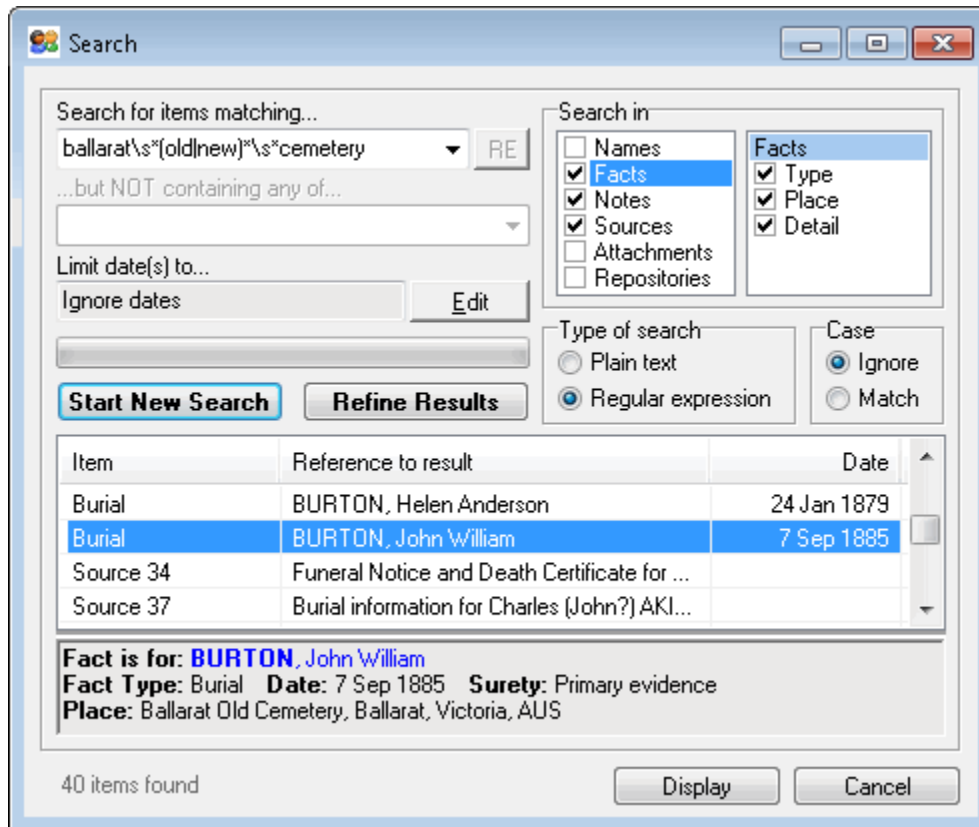 Search
Search for items matching...
ballarat\s*(old|new)*\s*cemetery
RE
...but NOT containing any of...
Limit date(s) to...
Ignore dates
Edit
Start New Search
Refine Results
Search in
Names
Facts
Notes
Sources
Attachments
Repositories
Facts
Type
Place
Detail
Type of search
Plain text
Regular expression
Case
Ignore
Match
Item Reference to result Date
Burial BURTON, Helen Anderson 24 Jan 1879
Burial BURTON, John William 7 Sep 1885
Source 34 Funeral Notice and Death Certificate for ...
Source 37 Burial information for Charles (John?) AKI...
Fact is for: BURTON, John William
Fact Type: Burial Date: 7 Sep 1885 Surety: Primary evidence
Place: Ballarat Old Cemetery, Ballarat, Victoria, AUS
40 items found
Display
Cancel